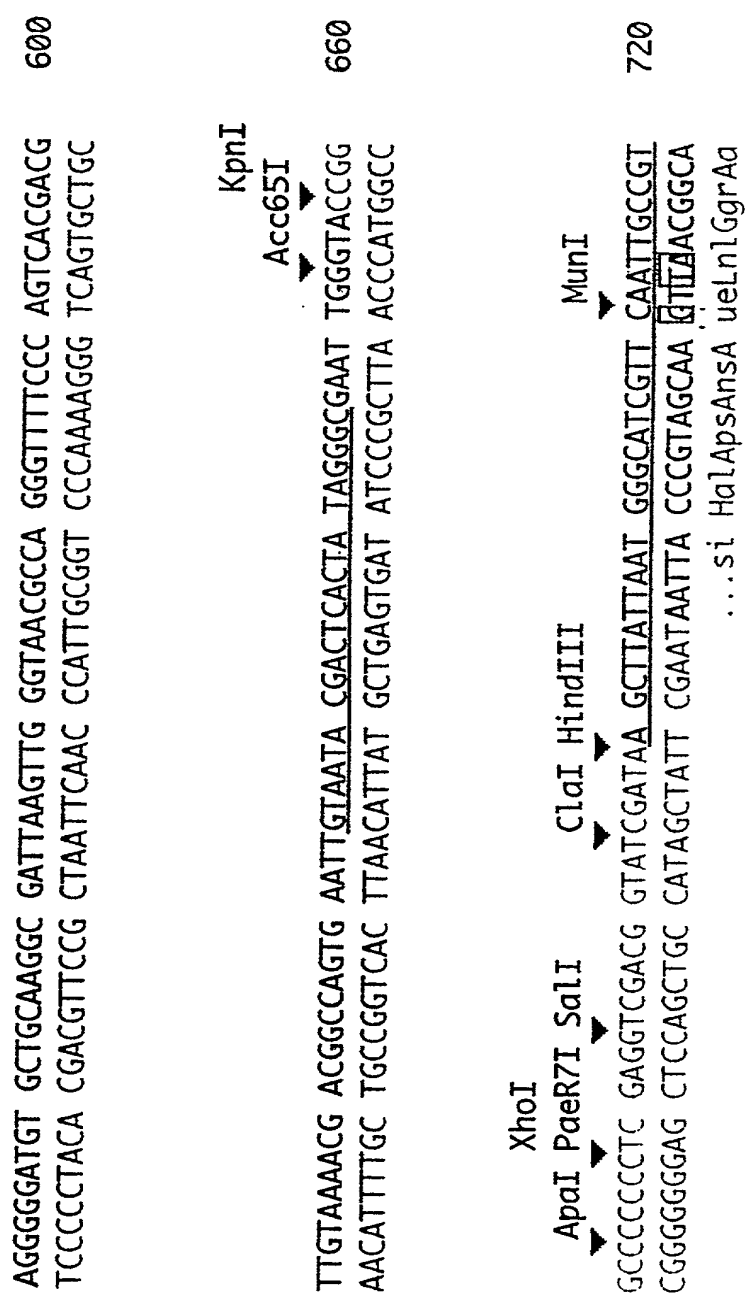 AGGGGGATGT GCTGCAAGGC GATTAAGTTG GGTAACGCCA GGGTTTTCCC AGTCACGACG 600
TCCCCCTACA CGACGTTCCG CTAATTCAAC CCATTGCGGT CCCAAAAGGG TCAGTGCTGC
KpnI
Acc65I
TTGTAAAACG ACGGCCAGTG AATTGTAATA CGACTCACTA TAGGGCGAAT TGGGTACCGG 660
AACATTTTGC TGCCGGTCAC TTAACATTAT GCTGAGTGAT ATCCCGCTTA ACCCATGGCC
XhoI
ApaI PaeR7I SalI ClaI HindIII MunI
GCCCCCCCTC GAGGTCGACG GTATCGATAA GCTTATTAAT GGGCATCGTT CAATTGCCGT 720
CGGGGGGGAG CTCCAGCTGC CATAGCTATT CGAATAATTA CCCGTAGCAA GTTAACGGCA
...si HalApsAnsA ueLnlGgrAa